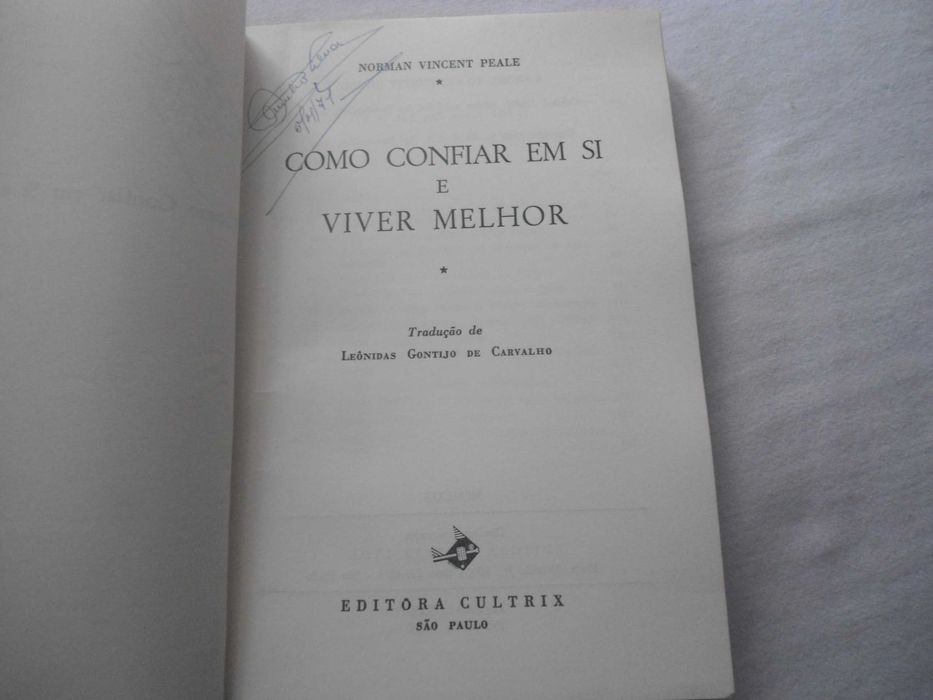 NORMAN VINCENT PEALE
*
COMO CONFIAR EM SI
E
VIVER MELHOR
*
Tradução de
LEÔNIDAS GONTIJO DE CARVALHO
EDITÔRA CULTRIX
SÃO PAULO